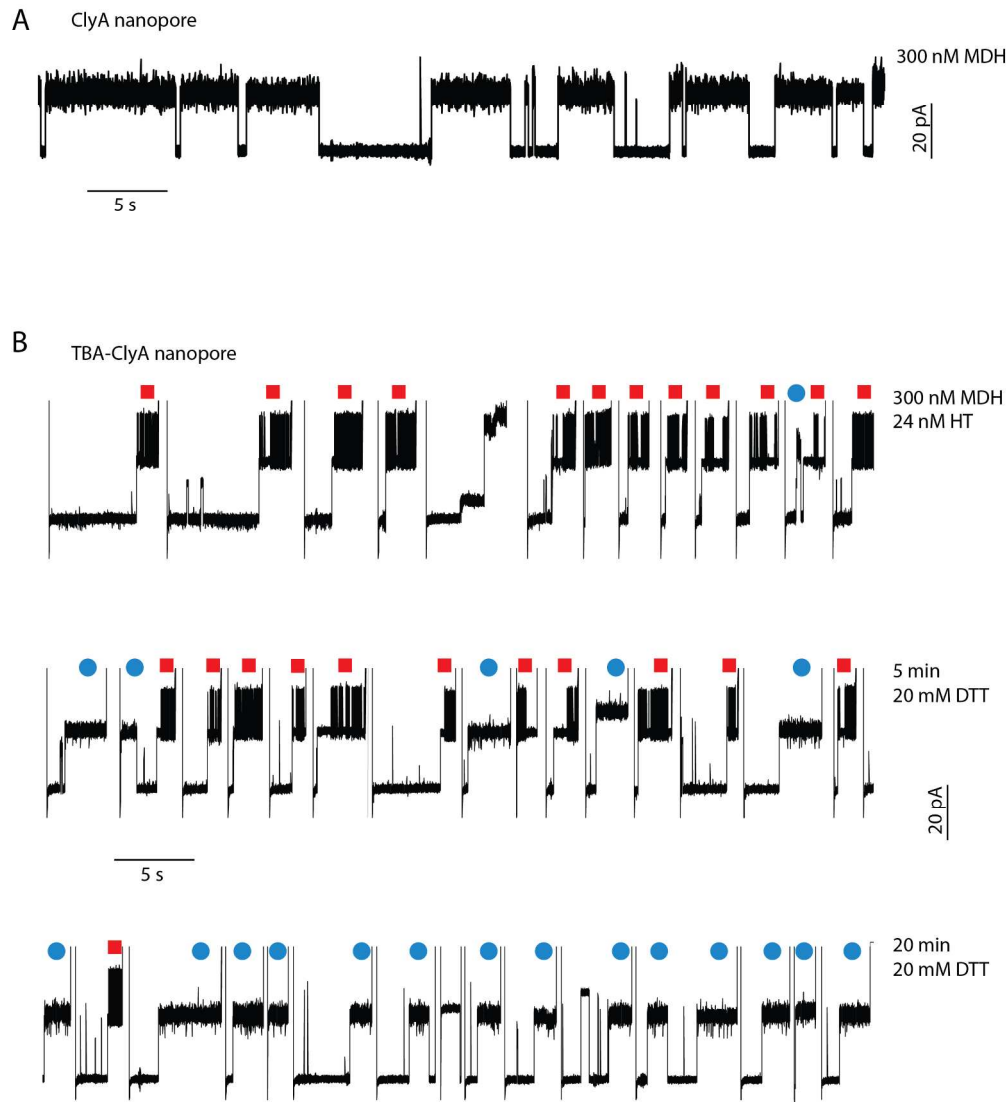 A
ClyA nanopore
300 nM MDH
20 pA
5 s
B
TBA-ClyA nanopore
300 nM MDH
24 nM HT
5 min
20 mM DTT
20 pA
5 s
20 min
20 mM DTT